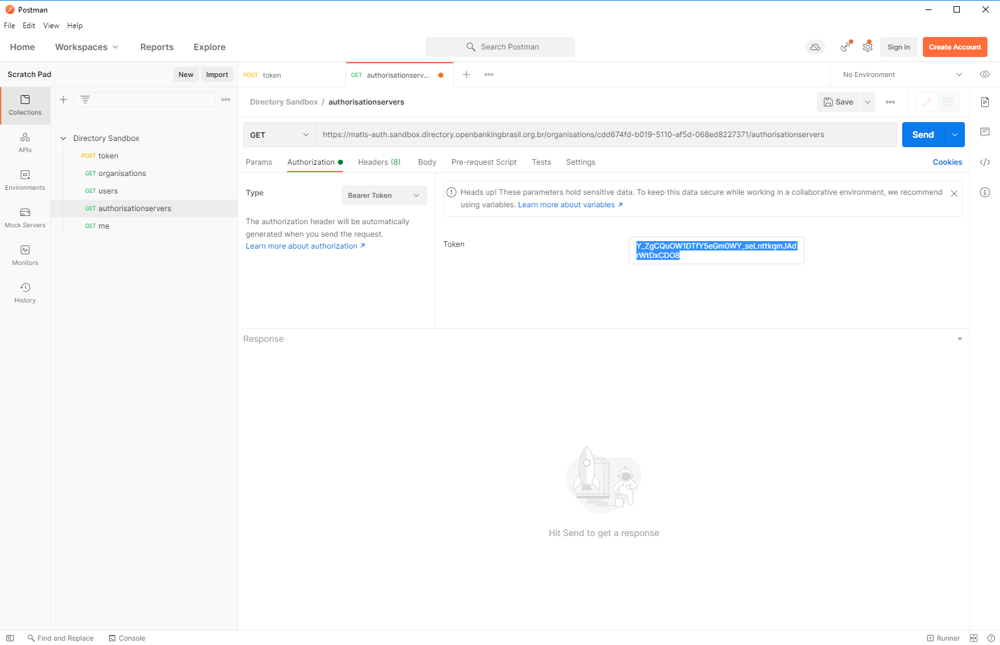 Postman
File Edit View Help
Home Workspaces Reports Explore
Search Postman
Sign In
Create Account
Scratch Pad
New
Import
POST token
GET authorisationserv...
No Environment
Collections
APIs
Environments
Mock Servers
Monitors
History
Directory Sandbox
POST token
GET organisations
GET users
GET authorisationservers
GET me
Directory Sandbox / authorisationservers
Save
GET
https://matls-auth.sandbox.directory.openbankingbrasil.org.br/organisations/cdd674fd-b019-5110-af5d-068ed8227371/authorisationservers
Send
Params Authorization Headers (8) Body Pre-request Script Tests Settings
Cookies
Type
Bearer Token
The authorization header will be automatically
generated when you send the request.
Learn more about authorization ↗
Heads up! These parameters hold sensitive data. To keep this data secure while working in a collaborative environment, we recommend
using variables. Learn more about variables ↗
Token
Y_ZgCQuOW1DTfY5eGm0WY_seLnttkqmJAd
rWtDxCDO8
Response
Hit Send to get a response
Find and Replace
Console
Runner